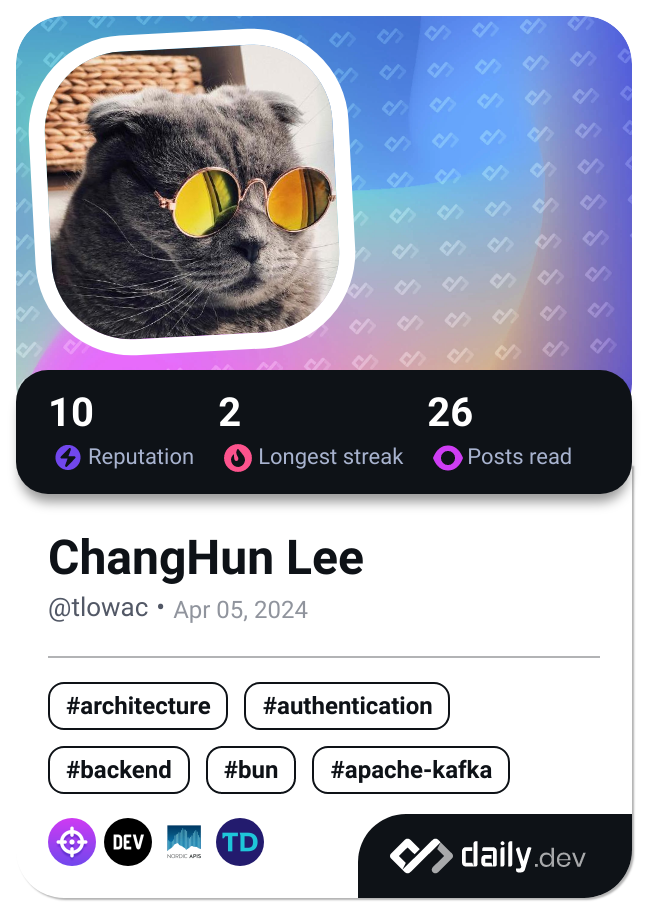 10 2 26
Reputation Longest streak Posts read
ChangHun Lee
@tlowac • Apr 05, 2024
#architecture #authentication
#backend #bun #apache-kafka
DEV NORDIC APIS TD
daily.dev